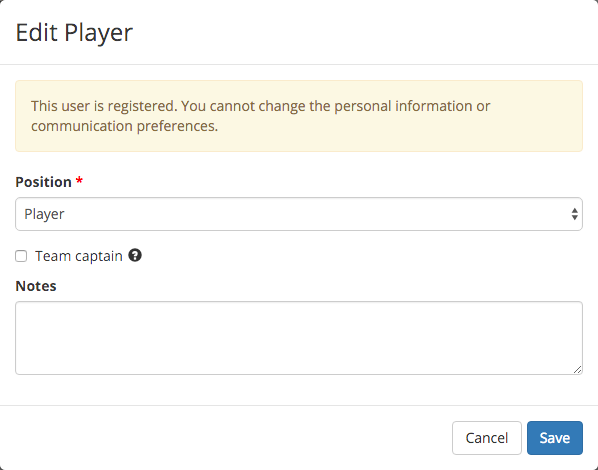 Edit Player
This user is registered. You cannot change the personal information or
communication preferences.
Position *
Player
Team captain ?
Notes
Cancel Save